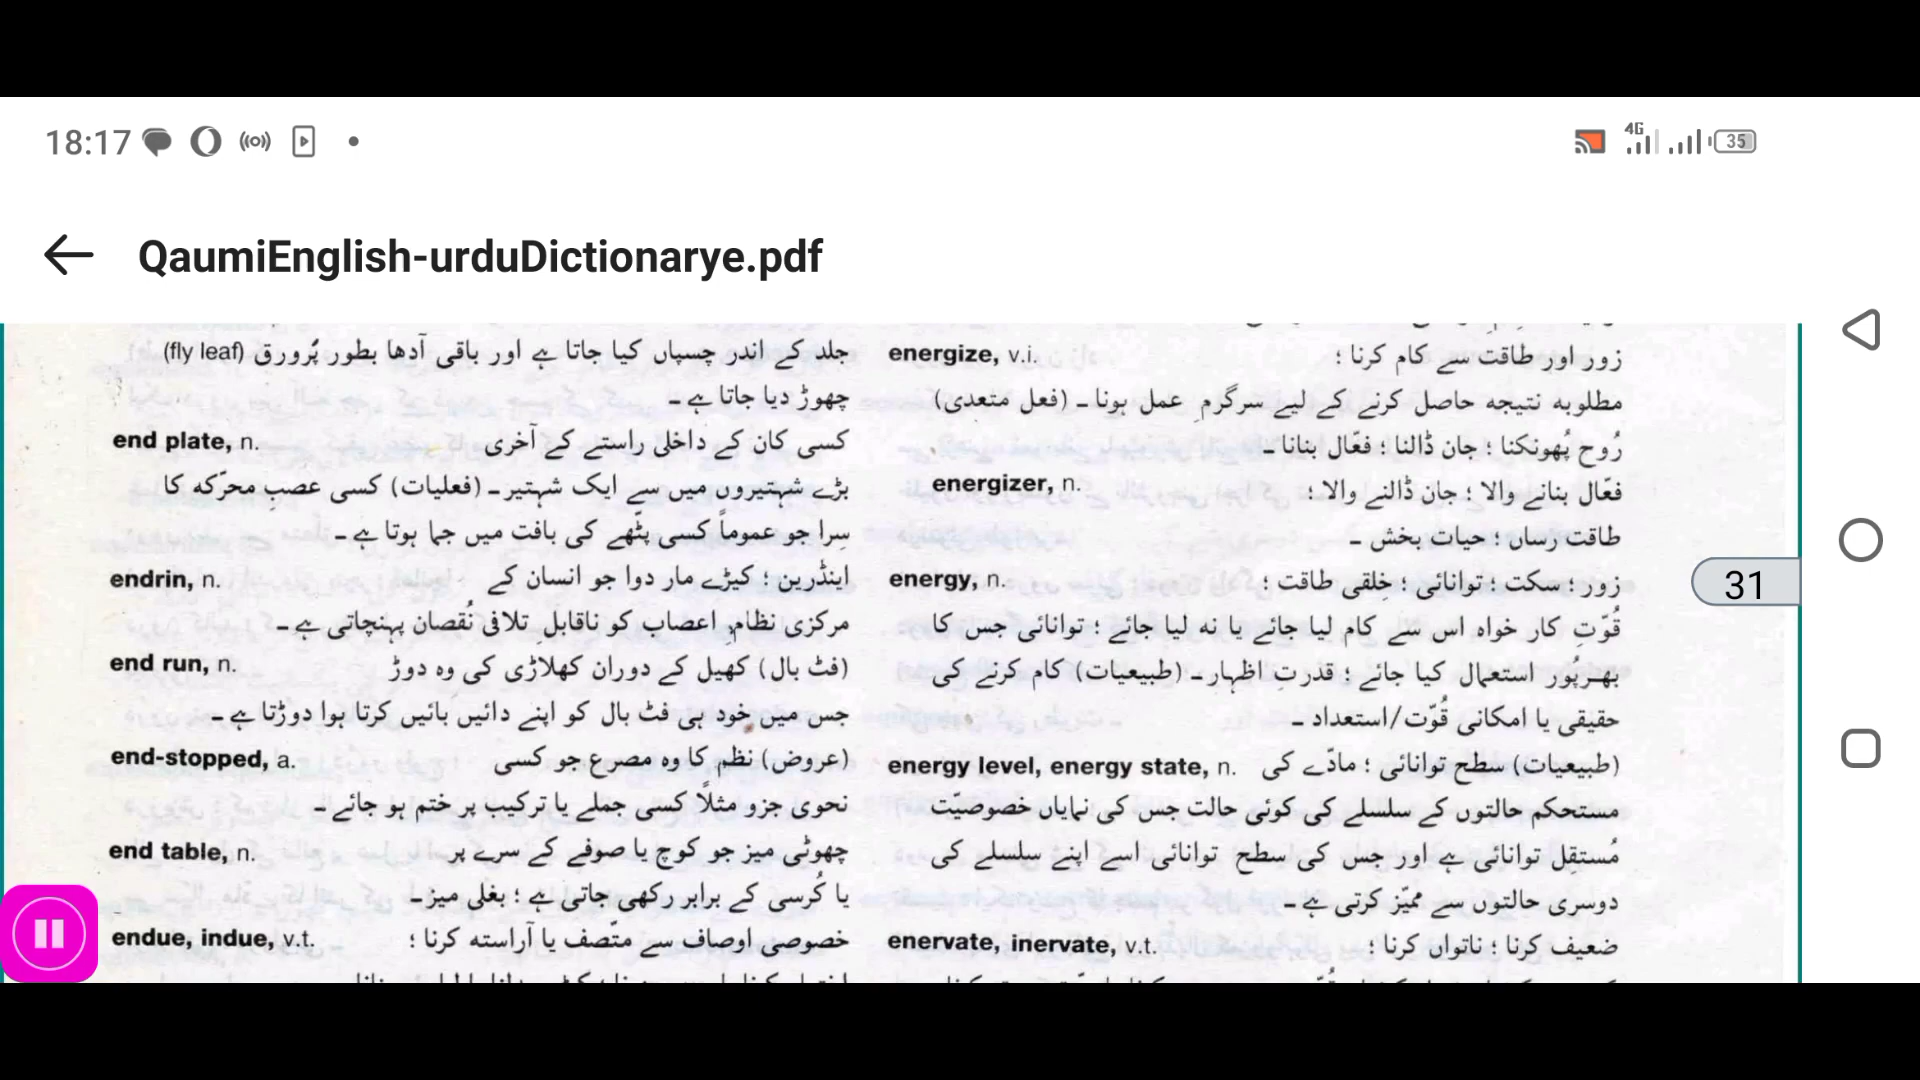 18:17
4G
35
QaumiEnglish-urduDictionarye.pdf
جلد کے اندر چسپاں کیا جاتا ہے اور باقی آدھا بطور پُرورق (fly leaf)
چھوڑ دیا جاتا ہے ـ
end plate, n. کسی کان کے داخلی راستے کے آخری
بڑے شہتیروں میں سے ایک شہتیر ـ (فعلیات) کسی عصبِ محرّکہ کا
سِرا جو عموماً کسی پٹھے کی بافت میں جما ہوتا ہے ـ
endrin, n. اینڈرین ؛ کیڑے مار دوا جو انسان کے
مرکزی نظامِ اعصاب کو ناقابلِ تلافی نُقصان پہنچاتی ہے ـ
end run, n. (فٹ بال) کھیل کے دوران کھلاڑی کی وہ دوڑ
جس میں خود ہی فٹ بال کو اپنے دائیں بائیں کرتا ہوا دوڑتا ہے ـ
end-stopped, a. (عروض) نظم کا وہ مصرع جو کسی
نحوی جزو مثلاً کسی جملے یا ترکیب پر ختم ہو جائے ـ
end table, n. چھوٹی میز جو کوچ یا صوفے کے سرے پر
یا کُرسی کے برابر رکھی جاتی ہے ؛ بغلی میز ـ
endue, indue, v.t. خصوصی اوصاف سے متّصف یا آراستہ کرنا ؛
energize, v.i. زور اور طاقت سے کام کرنا ؛
مطلوبہ نتیجہ حاصل کرنے کے لیے سرگرمِ عمل ہونا ـ (فعل متعدی)
رُوح پُھونکنا ؛ جان ڈالنا ؛ فعّال بنانا ـ
energizer, n. فعّال بنانے والا ؛ جان ڈالنے والا ؛
طاقت رساں ؛ حیات بخش ـ
energy, n. زور ؛ سکت ؛ توانائی ؛ خِلقی طاقت ؛
قُوّتِ کار خواہ اس سے کام لیا جائے یا نہ لیا جائے ؛ توانائی جس کا
بھرپُور استعمال کیا جائے ؛ قدرتِ اظہار ـ (طبیعیات) کام کرنے کی
حقیقی یا امکانی قُوّت/استعداد ـ
energy level, energy state, n. (طبیعیات) سطح توانائی ؛ مادّے کی
مستحکم حالتوں کے سلسلے کی کوئی حالت جس کی نمایاں خصوصیّت
مُستقِل توانائی ہے اور جس کی سطح توانائی اسے اپنے سلسلے کی
دوسری حالتوں سے ممیّز کرتی ہے ـ
enervate, inervate, v.t. ضعیف کرنا ؛ ناتواں کرنا ؛
31